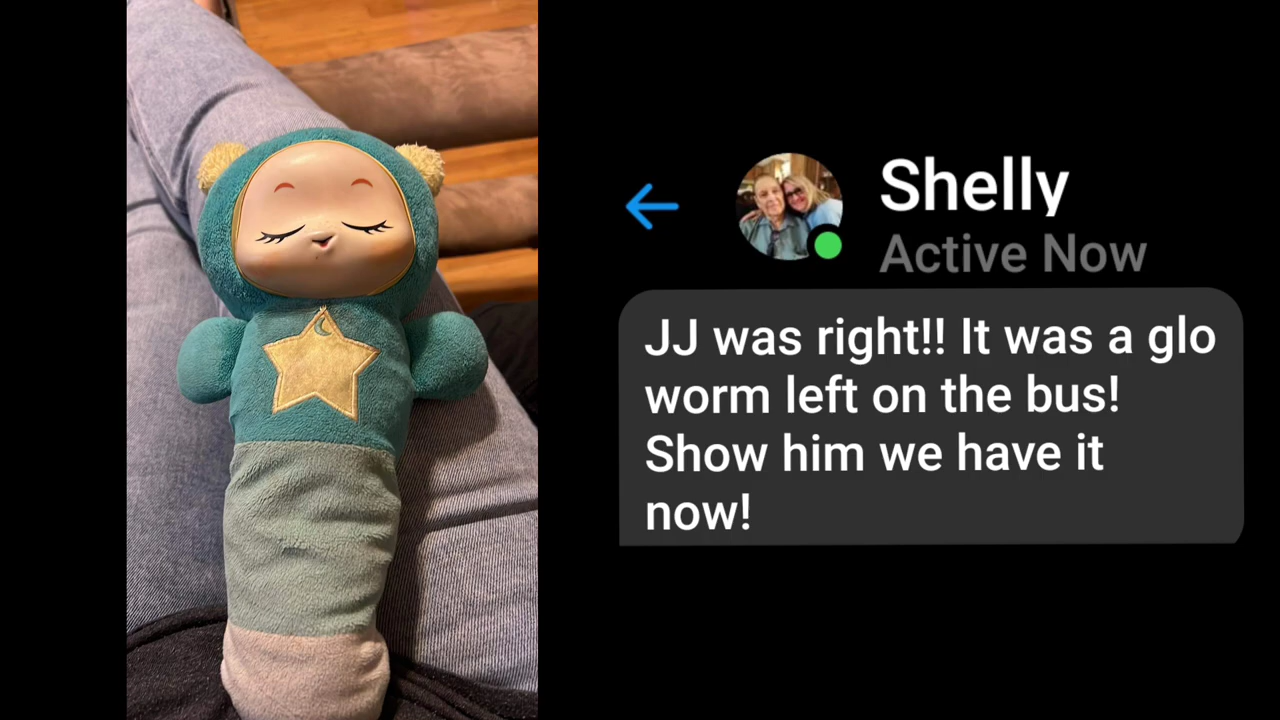 Shelly
Active Now
JJ was right!! It was a glo
worm left on the bus!
Show him we have it
now!